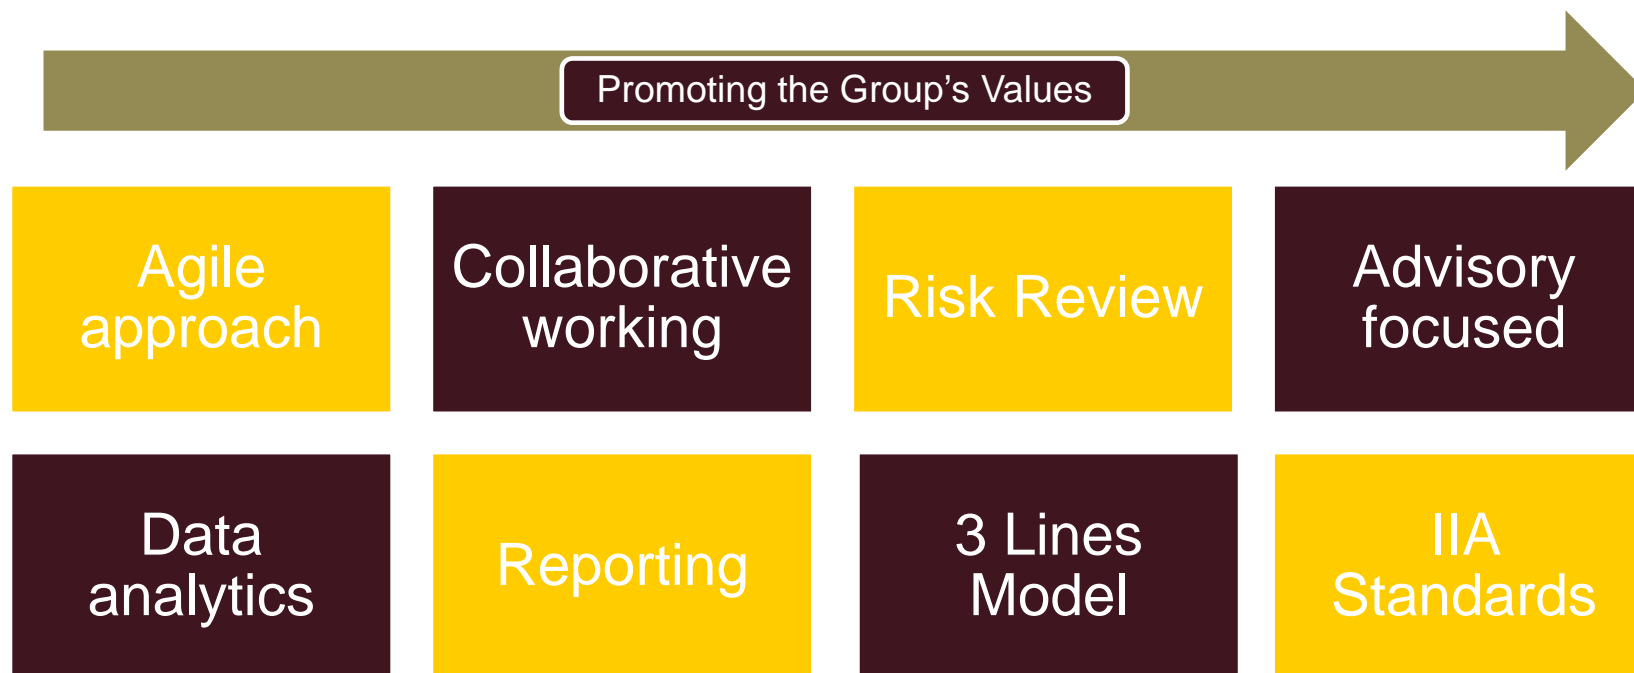 Promoting the Group’s Values
Agile
approach
Collaborative
working
Risk Review
Advisory
focused
Data
analytics
Reporting
3 Lines
Model
IIA
Standards